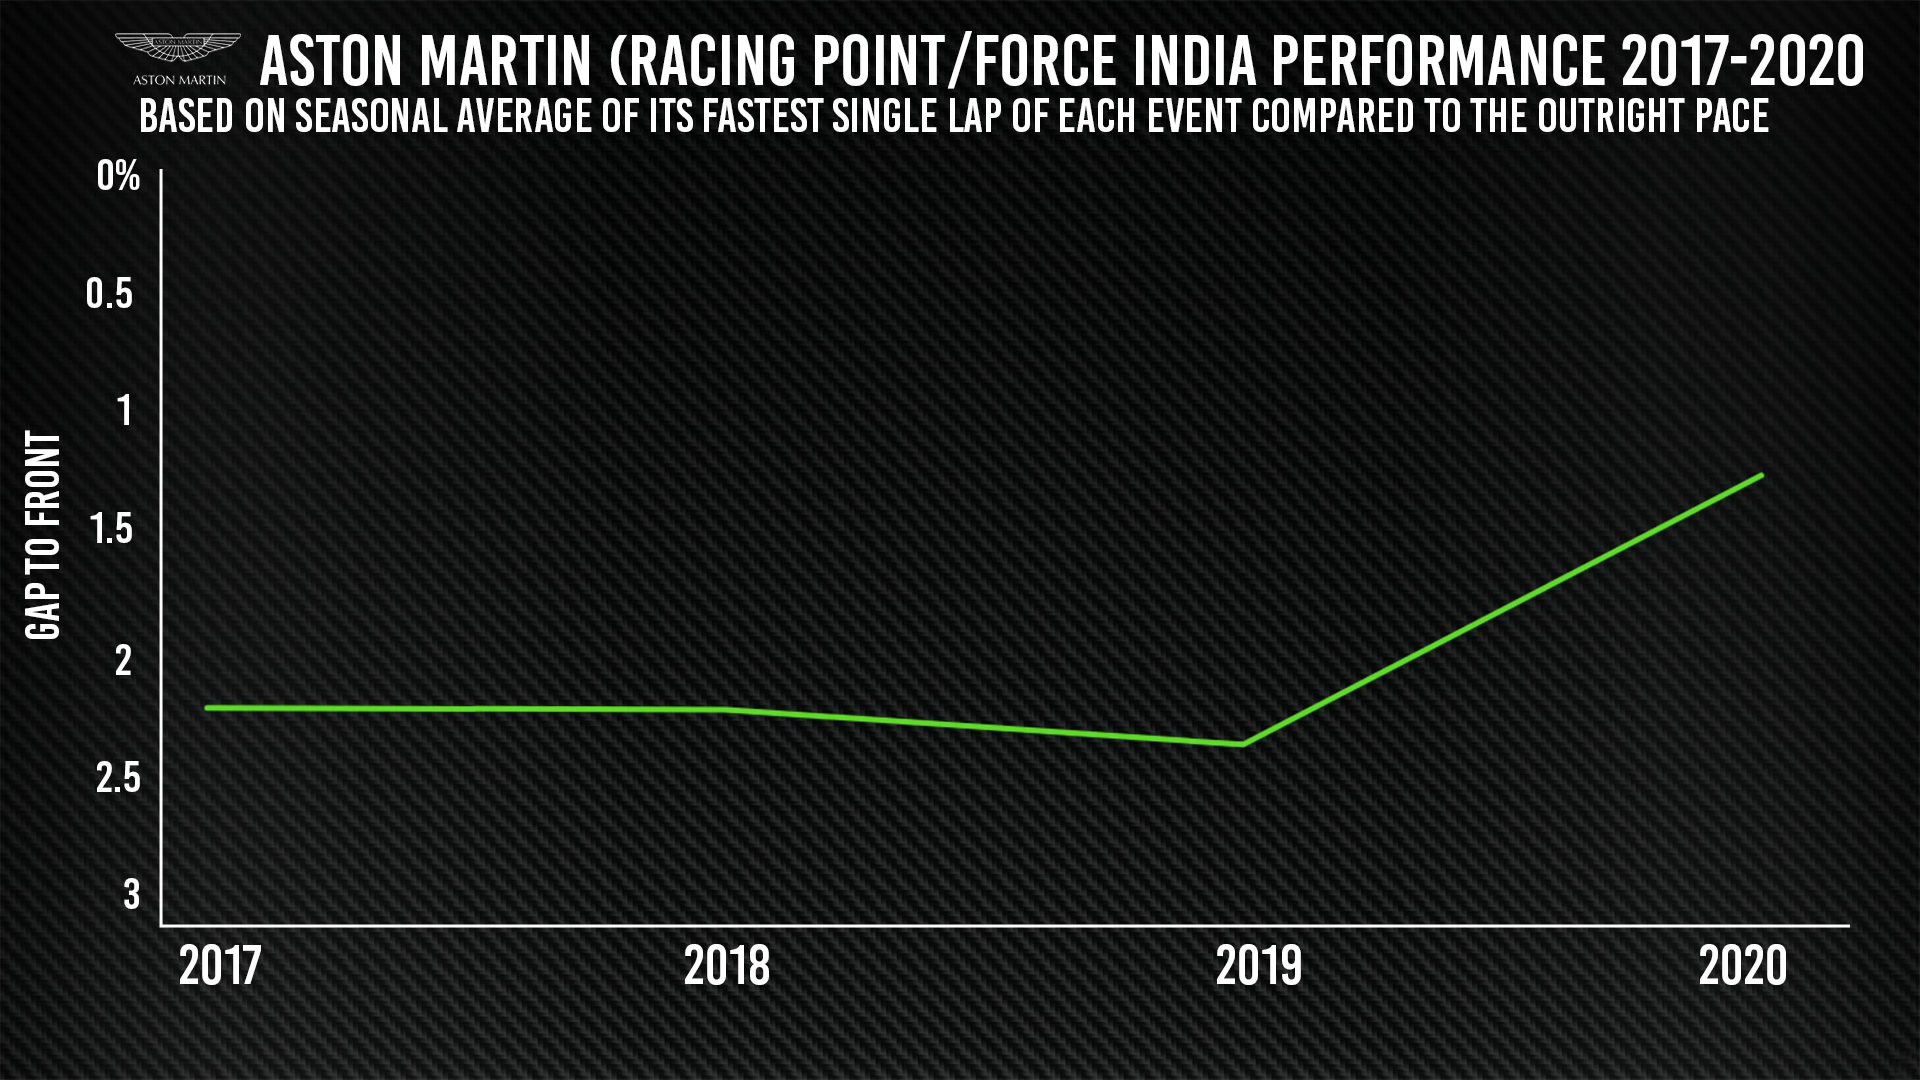 ASTON MARTIN
ASTON MARTIN
ASTON MARTIN (RACING POINT/FORCE INDIA PERFORMANCE 2017-2020
BASED ON SEASONAL AVERAGE OF ITS FASTEST SINGLE LAP OF EACH EVENT COMPARED TO THE OUTRIGHT PACE
0%
0.5
1
1.5
2
2.5
3
GAP TO FRONT
2017
2018
2019
2020